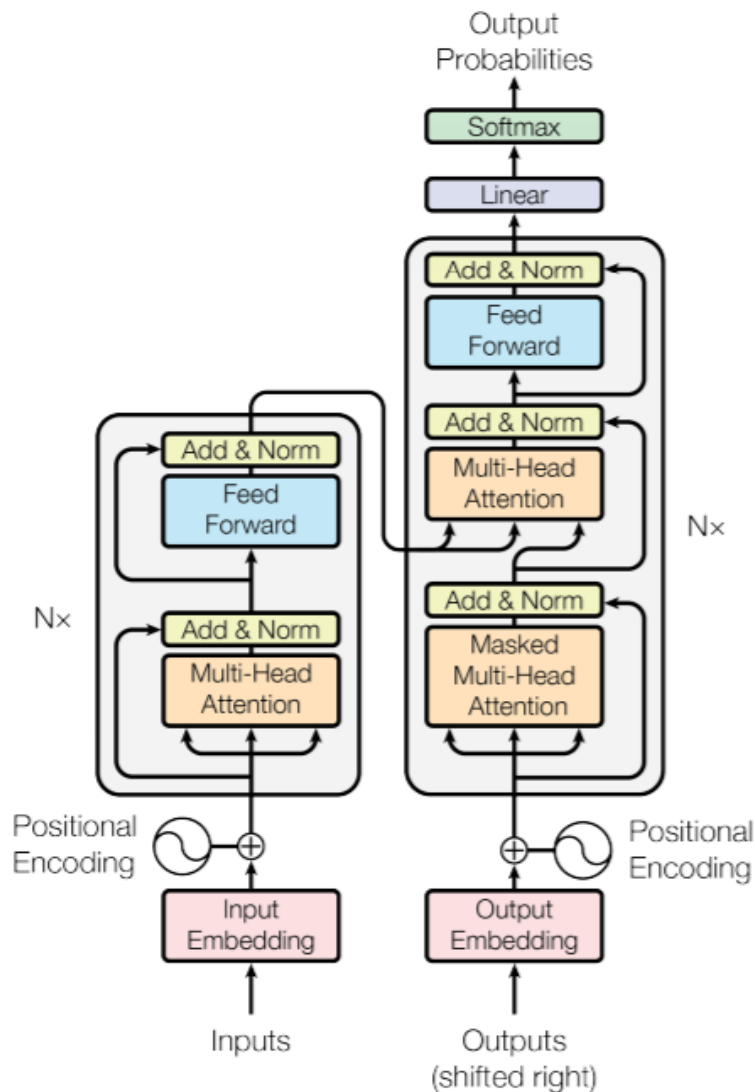 Output
Probabilities
Softmax
Linear
Add & Norm
Feed
Forward
Add & Norm
Multi-Head
Attention
Nx
Add & Norm
Masked
Multi-Head
Attention
Add & Norm
Feed
Forward
Nx
Add & Norm
Multi-Head
Attention
Positional
Encoding
Positional
Encoding
Input
Embedding
Output
Embedding
Inputs
Outputs
(shifted right)